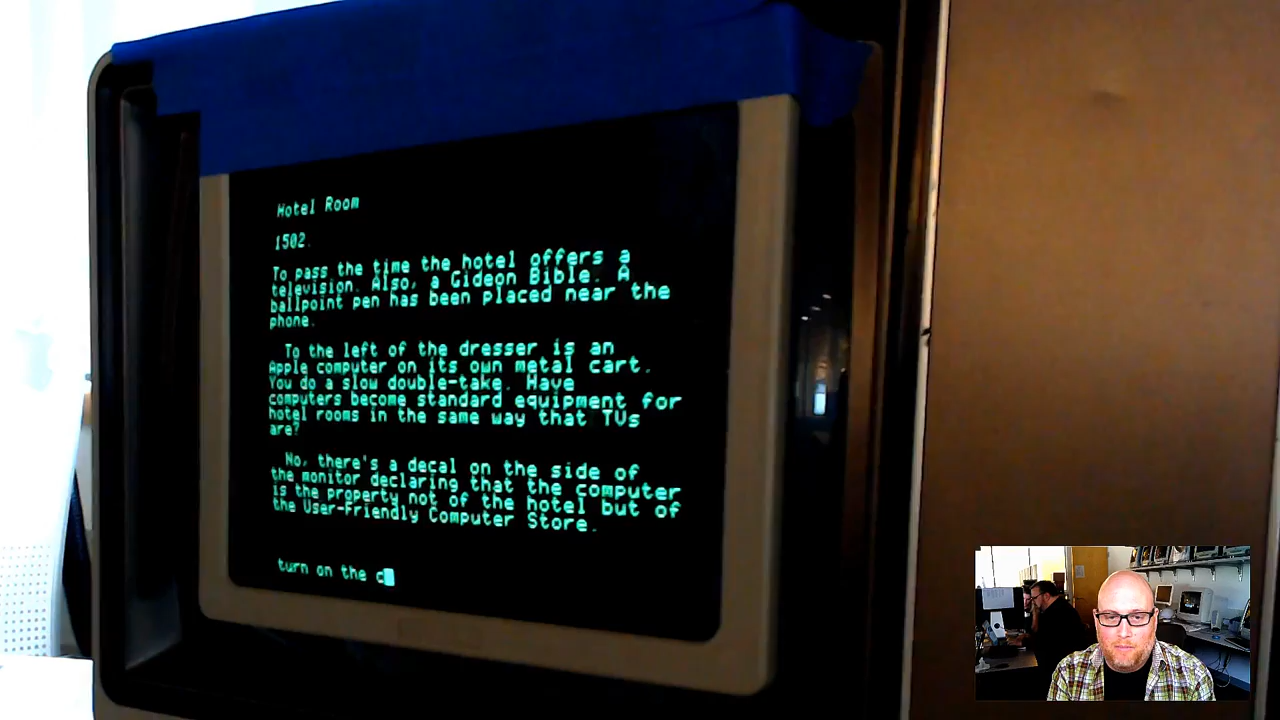 Hotel Room
1502.
To pass the time the hotel offers a
television. Also, a Gideon Bible. A
ballpoint pen has been placed near the
phone.
To the left of the dresser is an
Apple computer on its own metal cart.
You do a slow double-take. Have
computers become standard equipment for
hotel rooms in the same way that TVs
are?
No, there's a decal on the side of
the monitor declaring that the computer
is the property not of the hotel but of
the User-Friendly Computer Store.
turn on the c